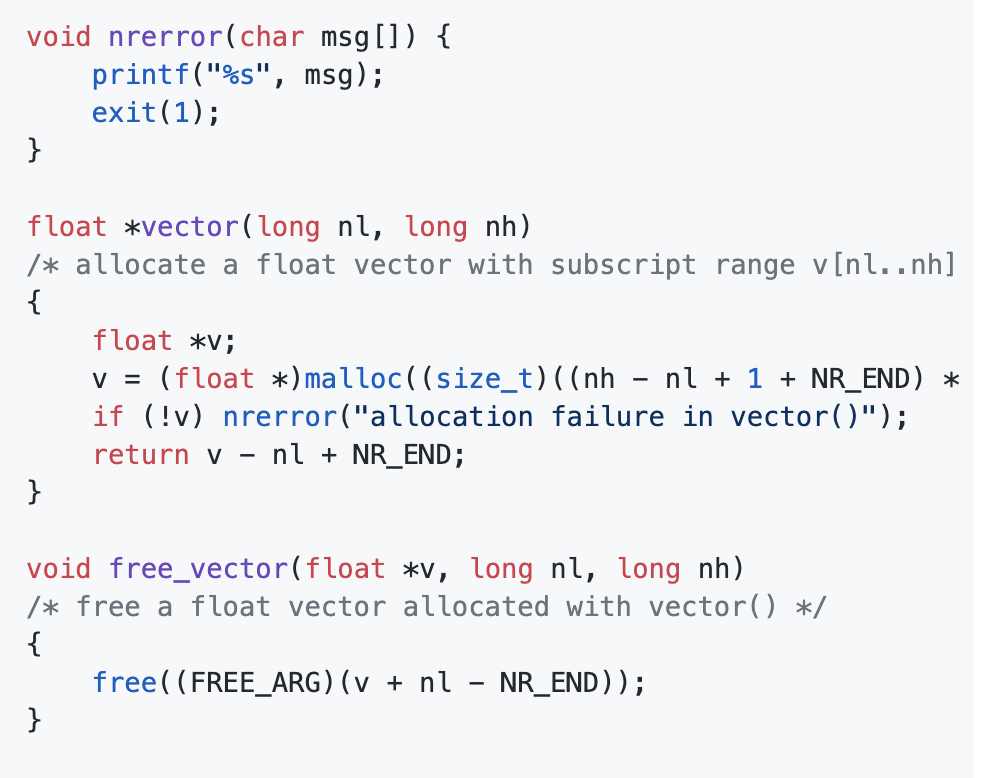 void nrerror(char msg[]) {
    printf("%s", msg);
    exit(1);
}

float *vector(long nl, long nh)
/* allocate a float vector with subscript range v[nl..nh]
{
    float *v;
    v = (float *)malloc((size_t)((nh - nl + 1 + NR_END) *
    if (!v) nrerror("allocation failure in vector()");
    return v - nl + NR_END;
}

void free_vector(float *v, long nl, long nh)
/* free a float vector allocated with vector() */
{
    free((FREE_ARG)(v + nl - NR_END));
}